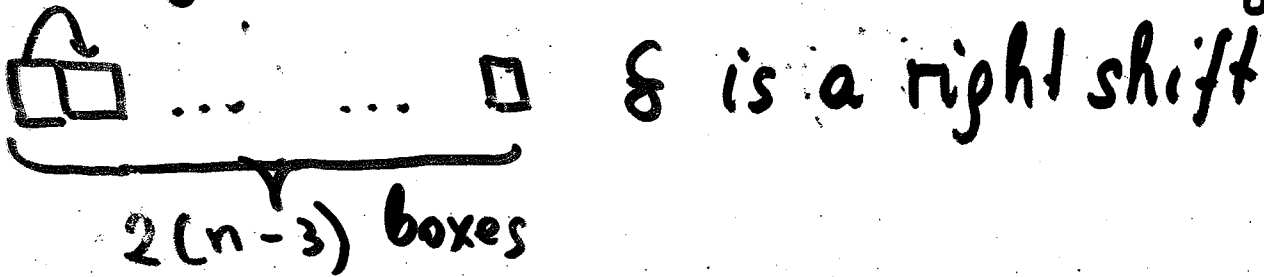 ... ... δ is a right shift
2(n-3) boxes